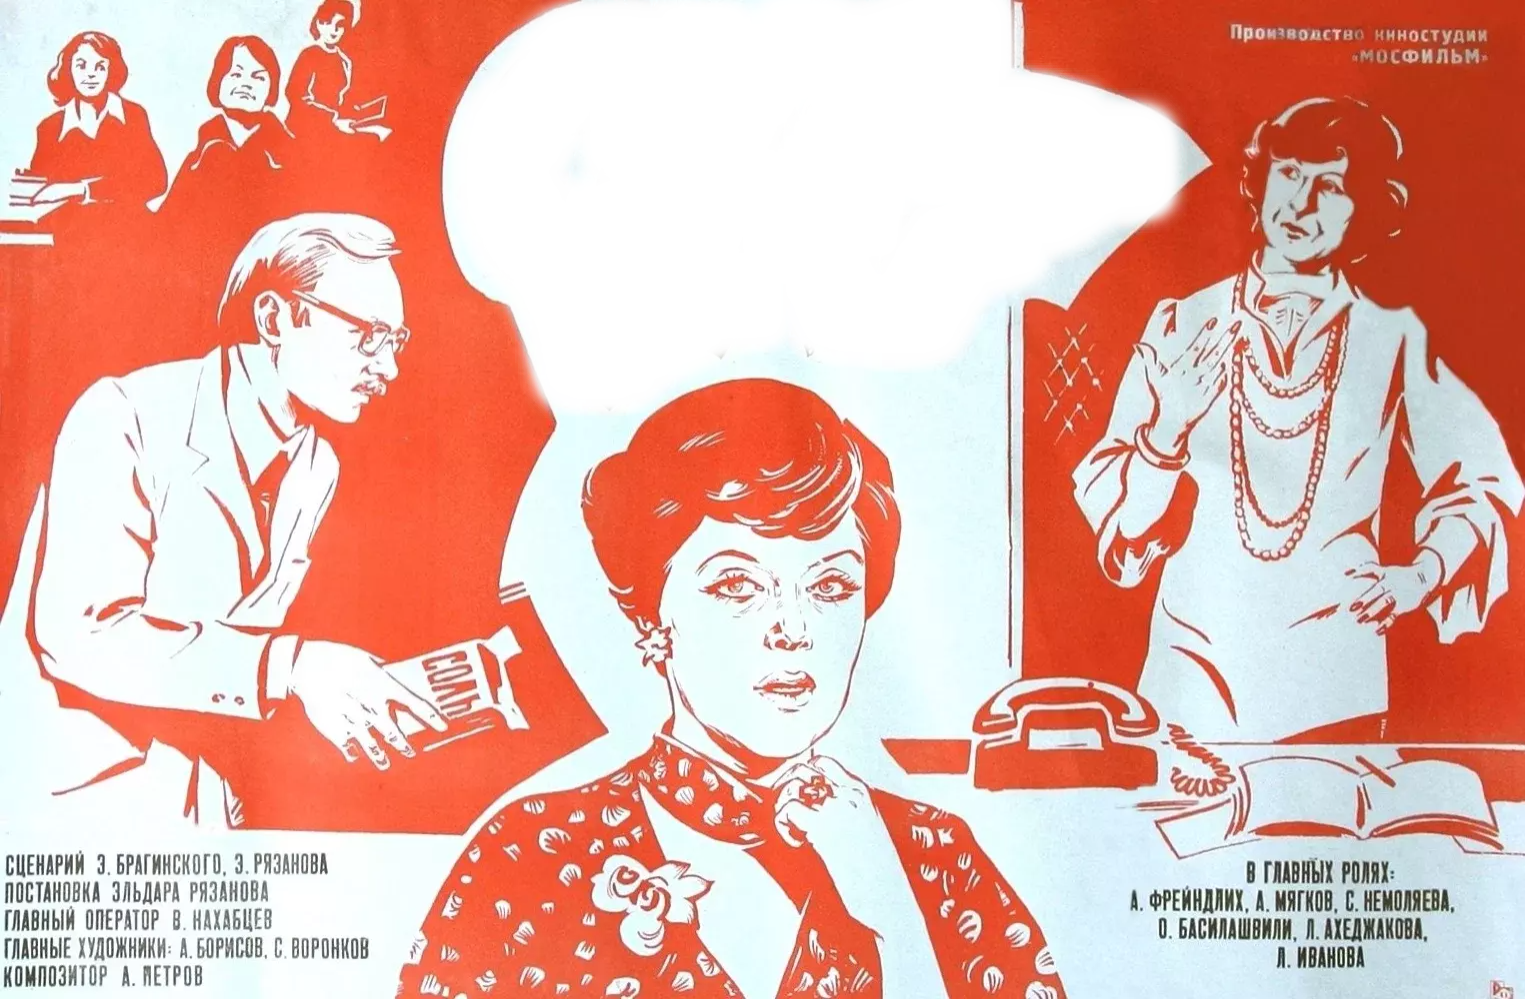 Производство киностудии
«МОСФИЛЬМ»
СОЛЬ
СЦЕНАРИЙ Э. БРАГИНСКОГО, Э. РЯЗАНОВА
ПОСТАНОВКА ЭЛЬДАРА РЯЗАНОВА
ГЛАВНЫЙ ОПЕРАТОР В. НАХАБЦЕВ
ГЛАВНЫЕ ХУДОЖНИКИ: А. БОРИСОВ, С. ВОРОНКОВ
КОМПОЗИТОР А. ПЕТРОВ
В ГЛАВНЫХ РОЛЯХ:
А. ФРЕЙНДЛИХ, А. МЯГКОВ, С. НЕМОЛЯЕВА,
О. БАСИЛАШВИЛИ, Л. АХЕДЖАКОВА,
Л. ИВАНОВА